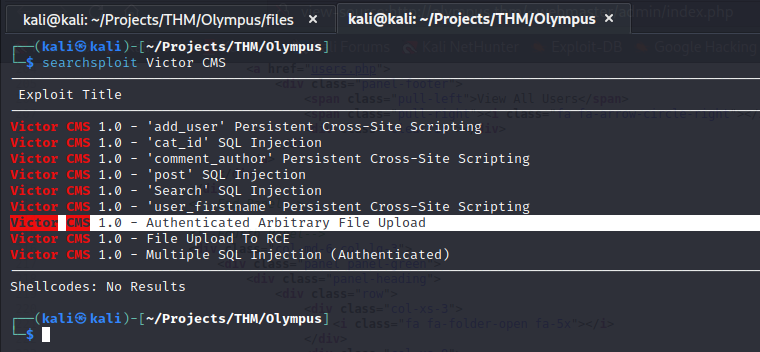 kali@kali: ~/Projects/THM/Olympus/files ×
kali@kali: ~/Projects/THM/Olympus ×
┌──(kali㉿kali)-[~/Projects/THM/Olympus]
└─$ searchsploit Victor CMS
Exploit Title
Victor CMS 1.0 - 'add_user' Persistent Cross-Site Scripting
Victor CMS 1.0 - 'cat_id' SQL Injection
Victor CMS 1.0 - 'comment_author' Persistent Cross-Site Scripting
Victor CMS 1.0 - 'post' SQL Injection
Victor CMS 1.0 - 'Search' SQL Injection
Victor CMS 1.0 - 'user_firstname' Persistent Cross-Site Scripting
Victor CMS 1.0 - Authenticated Arbitrary File Upload
Victor CMS 1.0 - File Upload To RCE
Victor CMS 1.0 - Multiple SQL Injection (Authenticated)
Shellcodes: No Results
┌──(kali㉿kali)-[~/Projects/THM/Olympus]
└─$